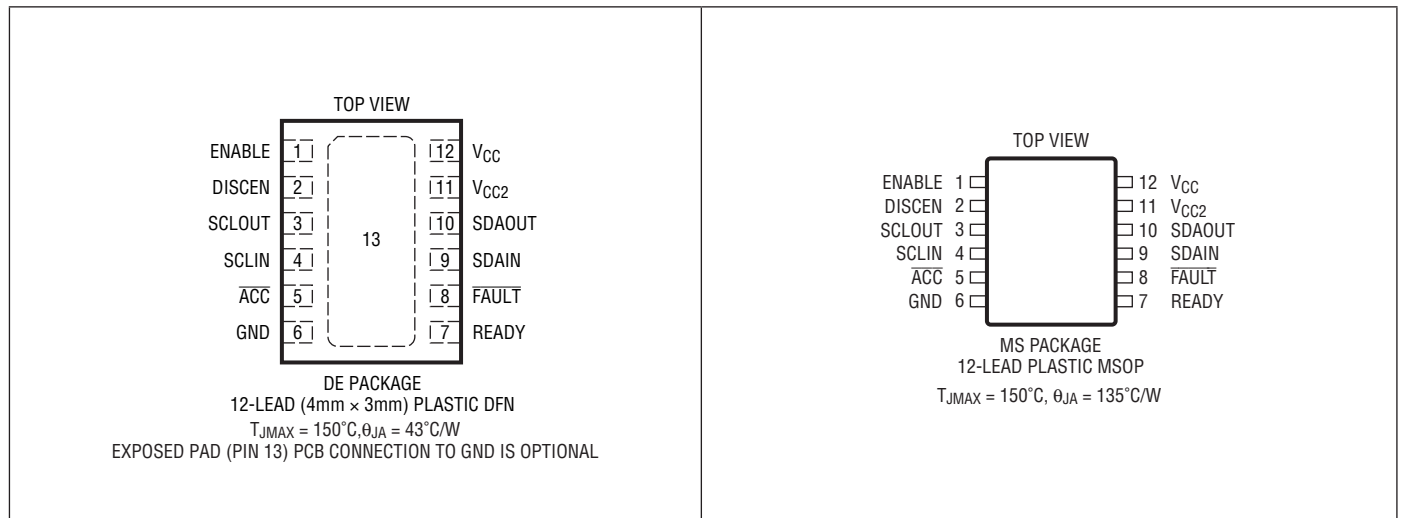 TOP VIEW
ENABLE 1 12 VCC
DISCEN 2 11 VCC2
SCLOUT 3 10 SDAOUT
13
SCLIN 4 9 SDAIN
ACC 5 8 FAULT
GND 6 7 READY
DE PACKAGE
12-LEAD (4mm × 3mm) PLASTIC DFN
TJMAX = 150°C,θJA = 43°C/W
EXPOSED PAD (PIN 13) PCB CONNECTION TO GND IS OPTIONAL
TOP VIEW
ENABLE 1 12 VCC
DISCEN 2 11 VCC2
SCLOUT 3 10 SDAOUT
SCLIN 4 9 SDAIN
ACC 5 8 FAULT
GND 6 7 READY
MS PACKAGE
12-LEAD PLASTIC MSOP
TJMAX = 150°C, θJA = 135°C/W